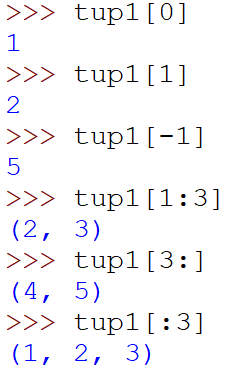 >>> tup1[0]
1
>>> tup1[1]
2
>>> tup1[-1]
5
>>> tup1[1:3]
(2, 3)
>>> tup1[3:]
(4, 5)
>>> tup1[:3]
(1, 2, 3)